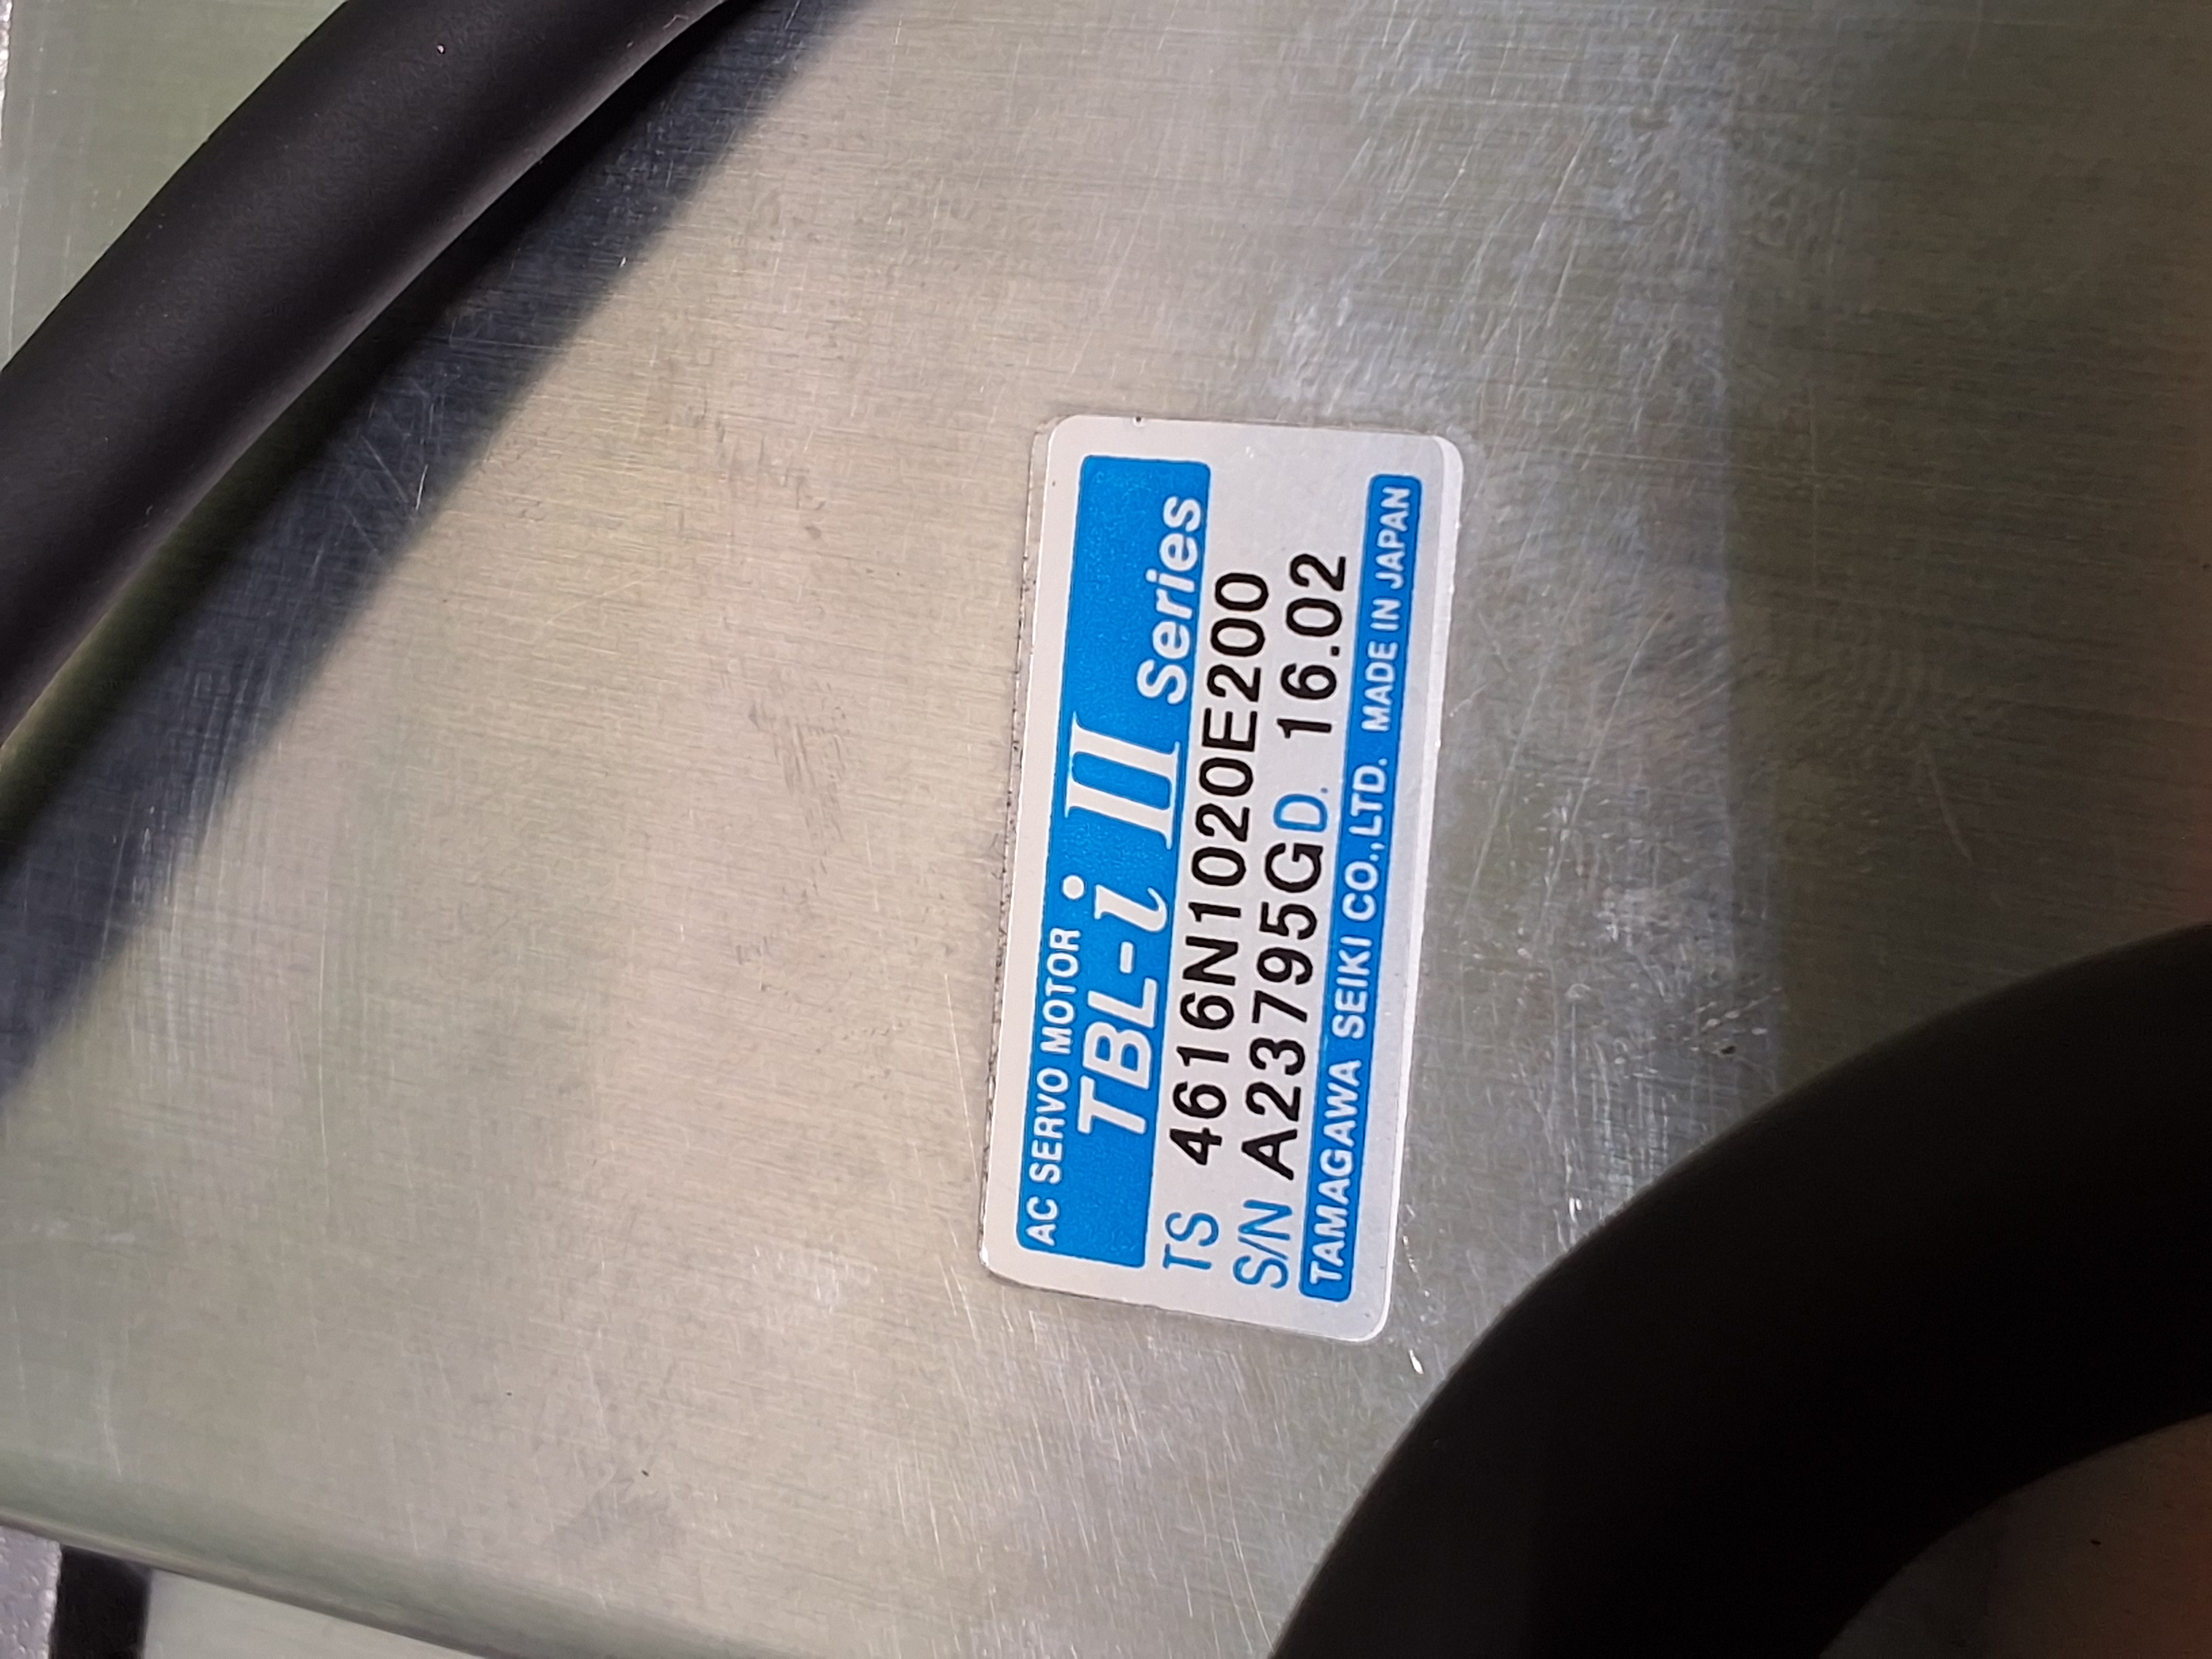 AC SERVO MOTOR
TBL-i II Series
TS 4616N1020E200
S/N A23795GD. 16.02
TAMAGAWA SEIKI CO.,LTD. MADE IN JAPAN